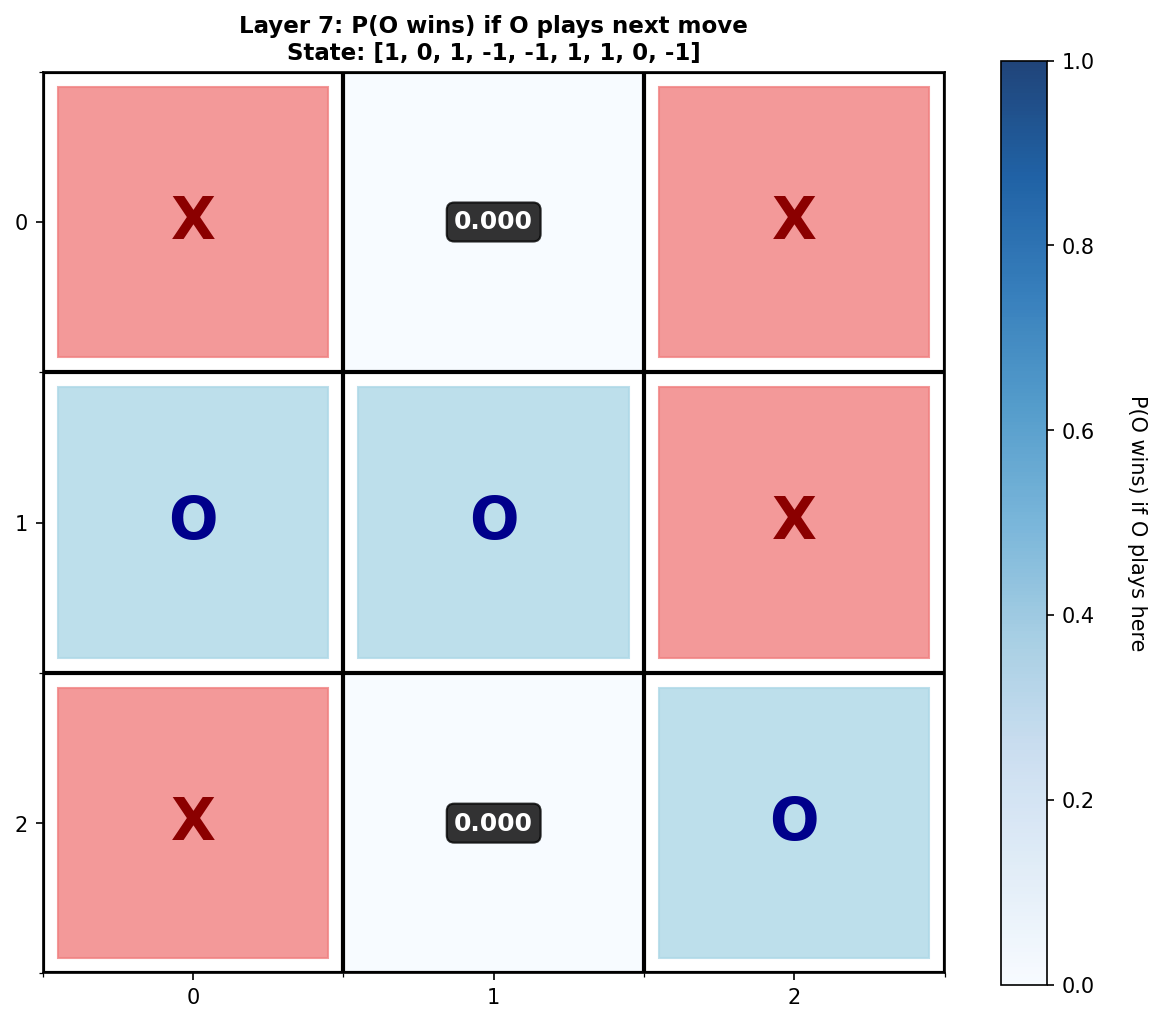 Layer 7: P(O wins) if O plays next move
State: [1, 0, 1, -1, -1, 1, 1, 0, -1]
X
0.000
X
O
O
X
X
0.000
O
0
1
2
0
1
2
1.0
0.8
0.6
0.4
0.2
0.0
P(O wins) if O plays here